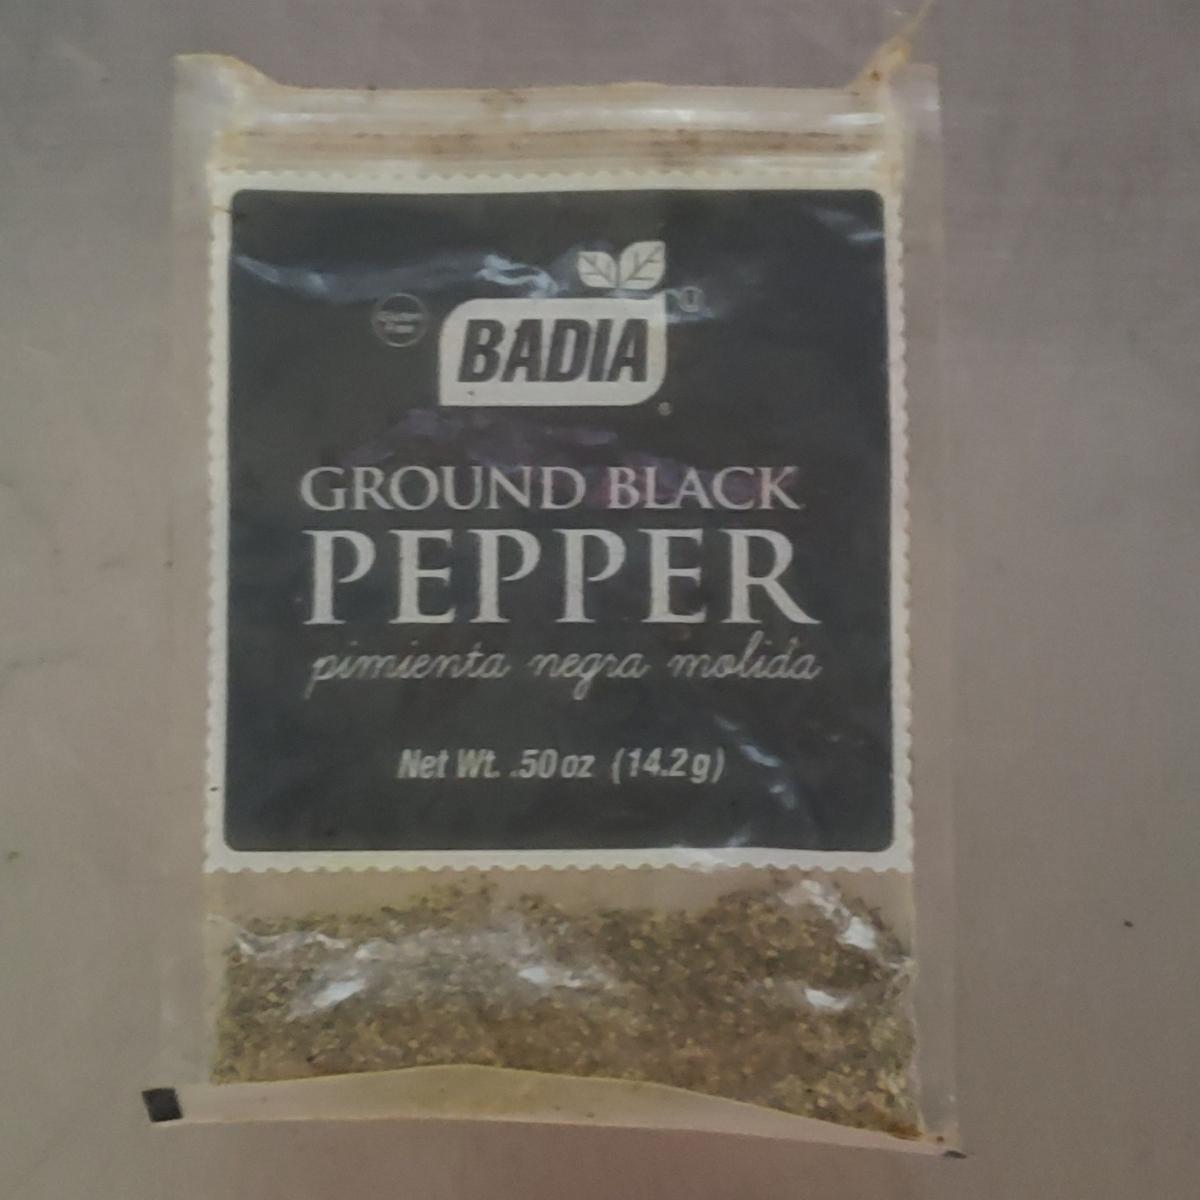 BADIA
GROUND BLACK
PEPPER
pimienta negra molida
Net Wt. .50 oz (14.2g)